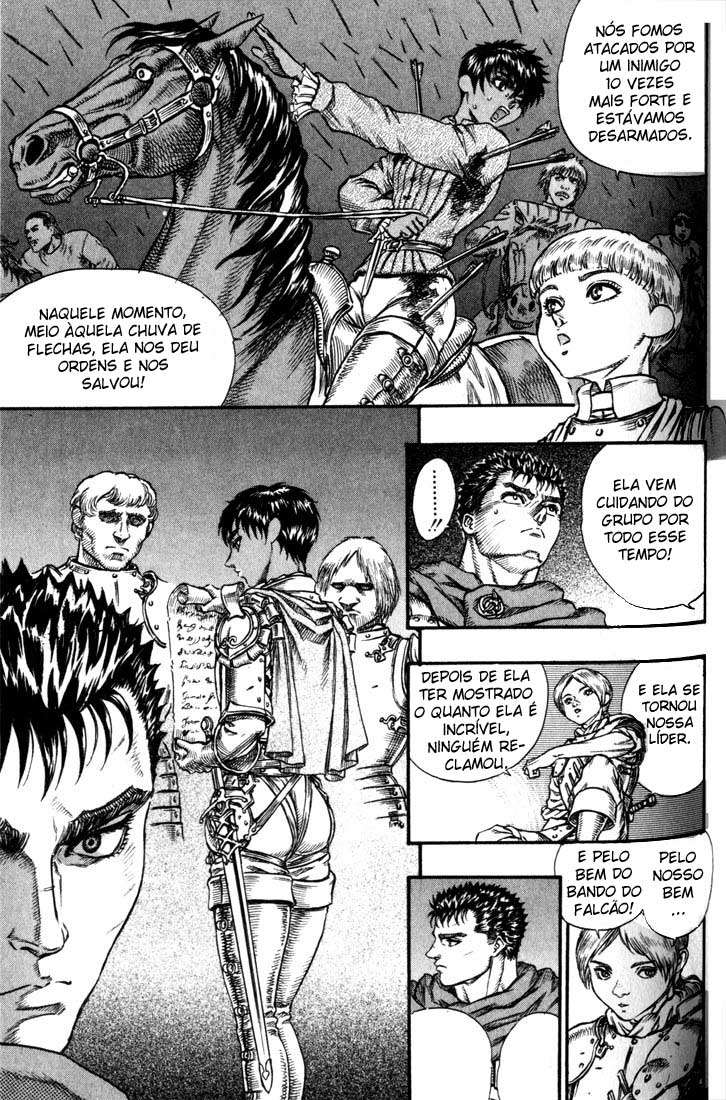 NÓS FOMOS
ATACADOS POR
UM INIMIGO
10 VEZES
MAIS FORTE E
ESTÁVAMOS
DESARMADOS.
NAQUELE MOMENTO,
MEIO ÀQUELA CHUVA DE
FLECHAS, ELA NOS DEU
ORDENS E NOS
SALVOU!
ELA VEM
CUIDANDO DO
GRUPO POR
TODO ESSE
TEMPO!
......!!
E ELA SE
TORNOU
NOSSA
LÍDER.
DEPOIS DE ELA
TER MOSTRADO
O QUANTO ELA É
INCRÍVEL,
NINGUÉM RE-
CLAMOU.
PELO
NOSSO
BEM
...
E PELO
BEM DO
BANDO DO
FALCÃO!